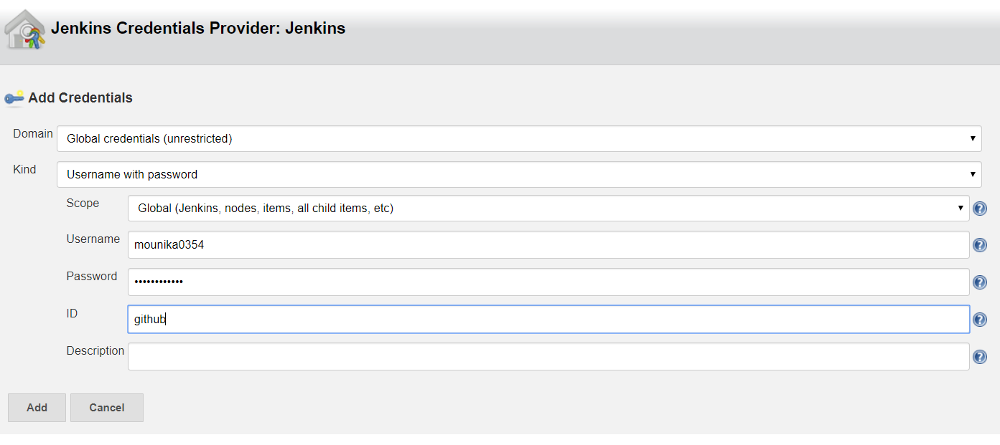 Jenkins Credentials Provider: Jenkins
Add Credentials
Domain Global credentials (unrestricted)
Kind Username with password
Scope Global (Jenkins, nodes, items, all child items, etc)
Username mounika0354
Password ••••••••••••
ID github
Description
Add Cancel